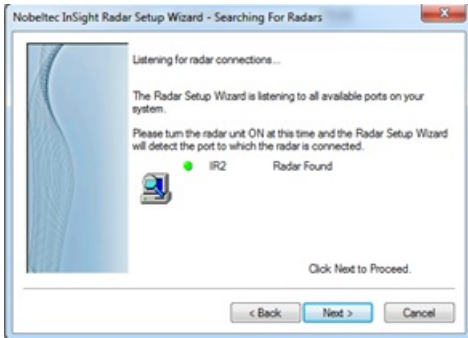 Nobeltec InSight Radar Setup Wizard - Searching For Radars
Listening for radar connections...
The Radar Setup Wizard is listening to all available ports on your
system.
Please turn the radar unit ON at this time and the Radar Setup Wizard
will detect the port to which the radar is connected.
IR2 Radar Found
Click Next to Proceed.
< Back Next > Cancel